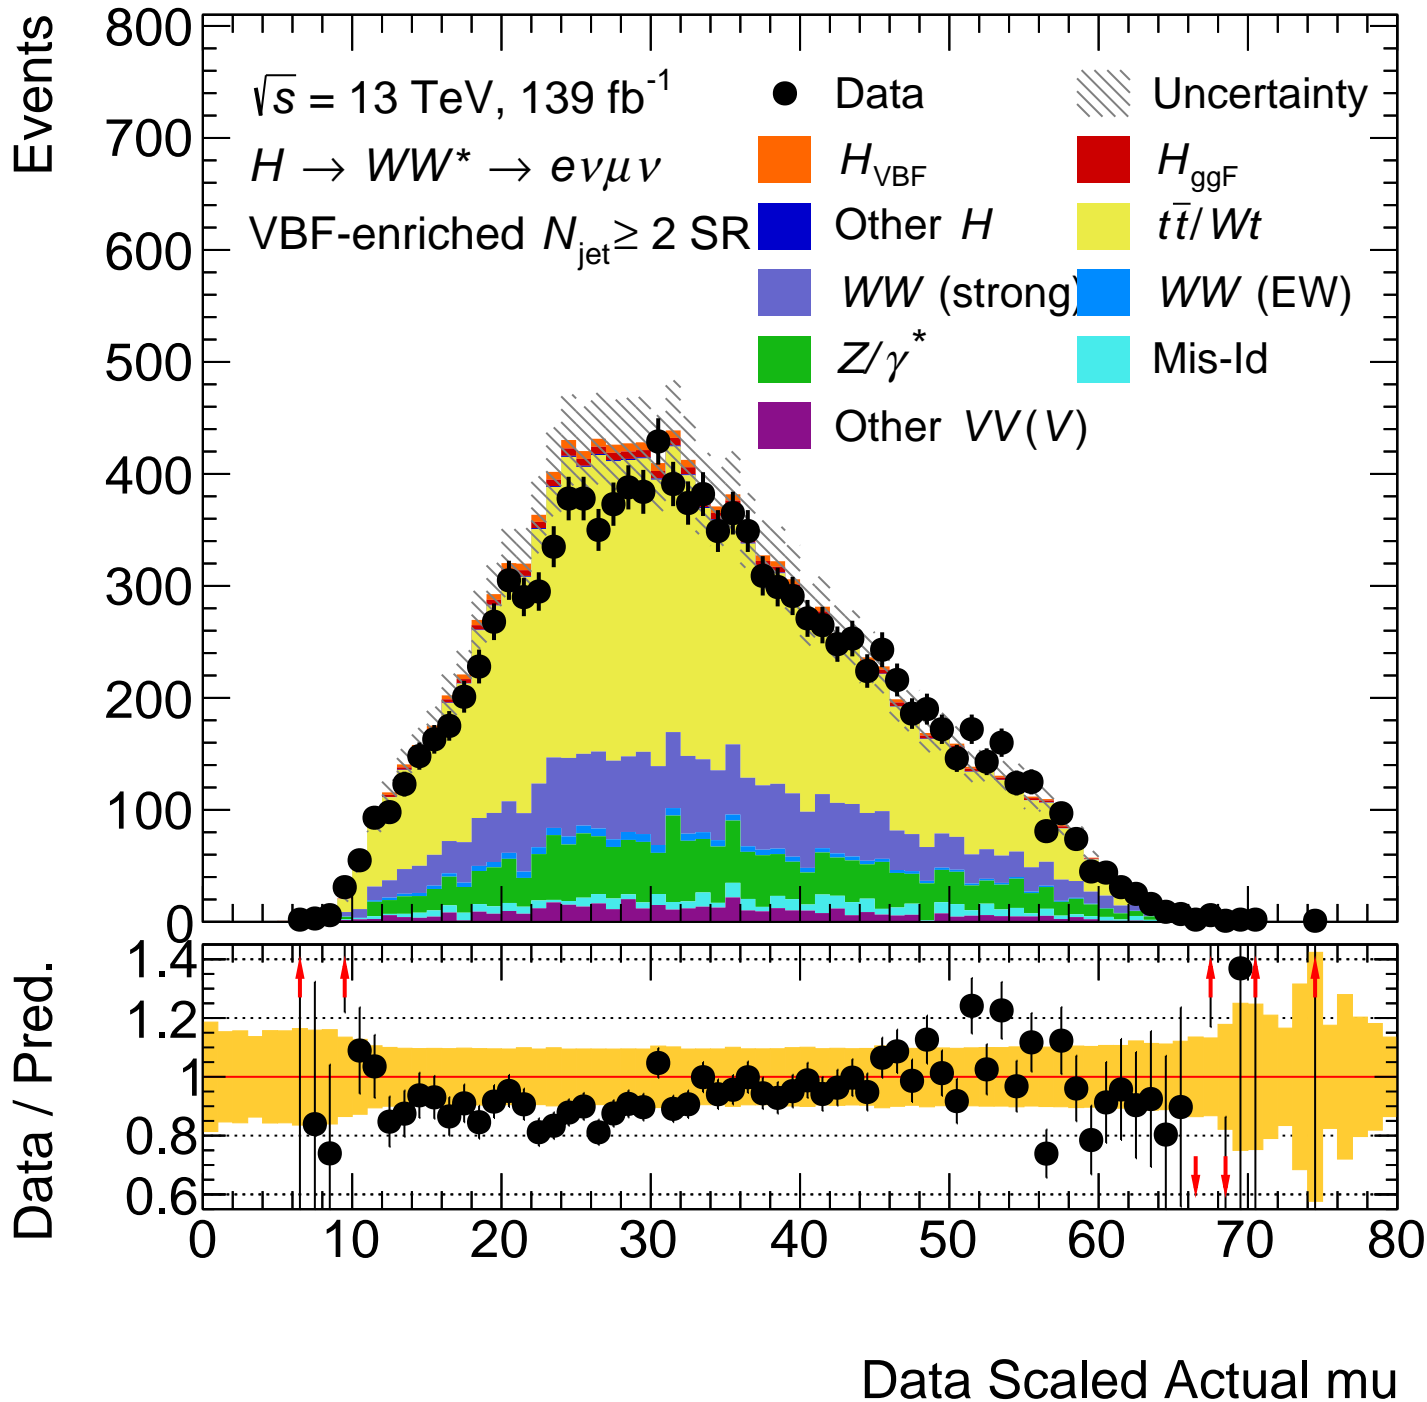 Events
800
700
600
500
400
300
200
100
0
√s = 13 TeV, 139 fb⁻¹
H → WW* → eνμν
VBF-enriched N_jet ≥ 2 SR
Data
Uncertainty
H_VBF
H_ggF
Other H
tt̄/Wt
WW (strong)
WW (EW)
Z/γ*
Mis-Id
Other VV(V)
Data / Pred.
1.4
1.2
1
0.8
0.6
0 10 20 30 40 50 60 70 80
Data Scaled Actual mu